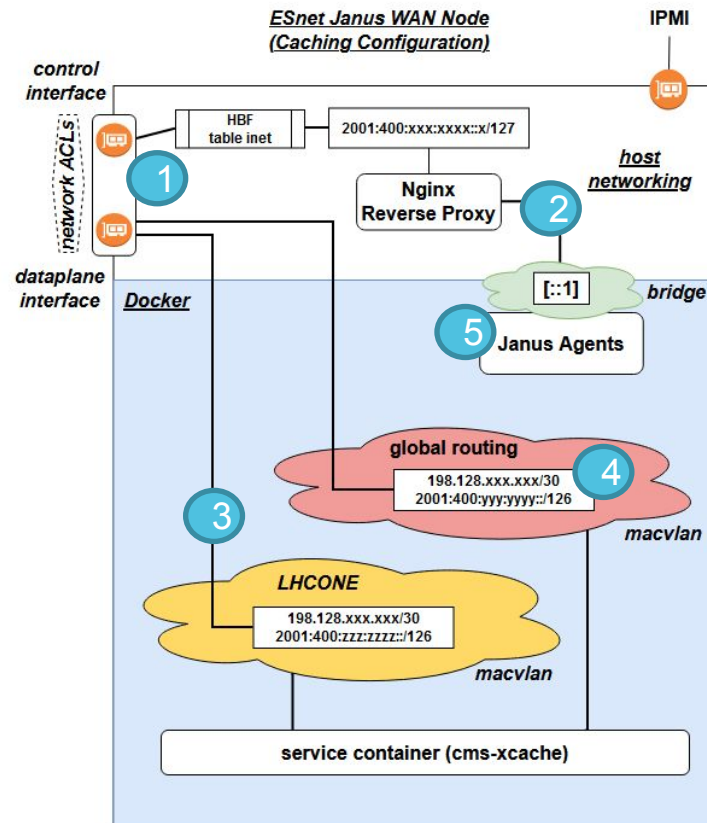 ESnet Janus WAN Node
(Caching Configuration)
IPMI
control
interface
HBF
table inet
2001:400:xxx:xxxx::x/127
network ACLs
1
host
networking
Nginx
Reverse Proxy
2
dataplane
interface
Docker
[::1]
bridge
5
Janus Agents
global routing
198.128.xxx.xxx/30
2001:400:yyy:yyyy::/126
4
macvlan
3
LHCONE
198.128.xxx.xxx/30
2001:400:zzz:zzzz::/126
macvlan
service container (cms-xcache)